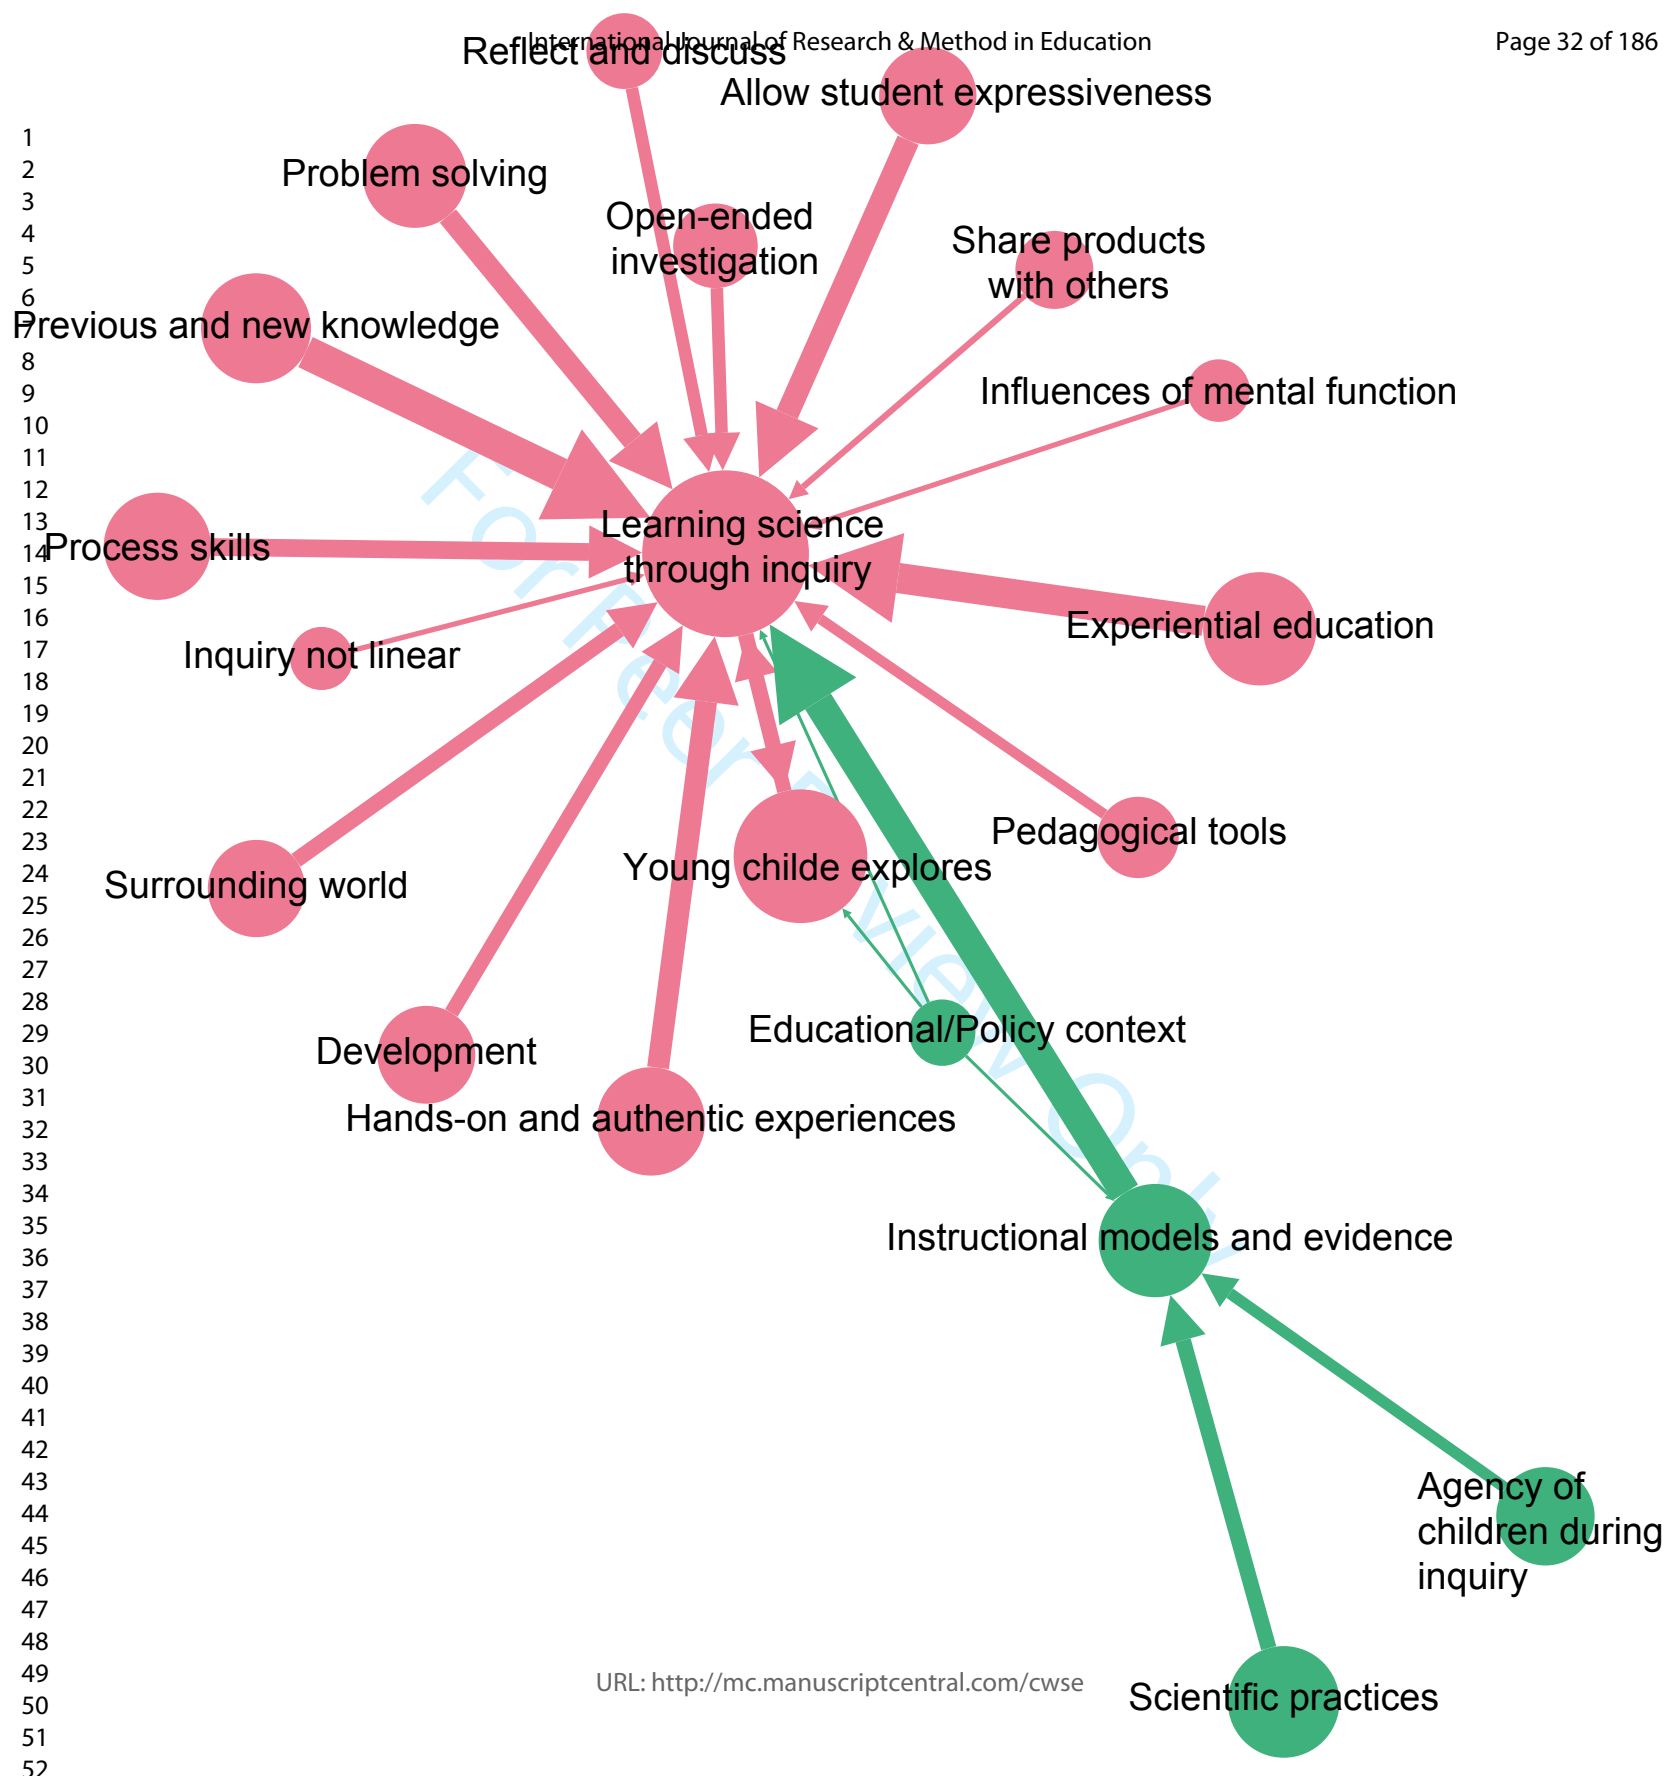 International Journal of Research & Method in Education
Page 32 of 186
Reflect and discuss
Allow student expressiveness
Problem solving
Open-ended
investigation
Share products
with others
Previous and new knowledge
Influences of mental function
Learning science
through inquiry
Process skills
Experiential education
Inquiry not linear
Pedagogical tools
Young childe explores
Surrounding world
Educational/Policy context
Development
Hands-on and authentic experiences
Instructional models and evidence
Agency of
children during
inquiry
Scientific practices
For Peer Review Only
URL: http://mc.manuscriptcentral.com/cwse
1
2
3
4
5
6
7
8
9
10
11
12
13
14
15
16
17
18
19
20
21
22
23
24
25
26
27
28
29
30
31
32
33
34
35
36
37
38
39
40
41
42
43
44
45
46
47
48
49
50
51
52